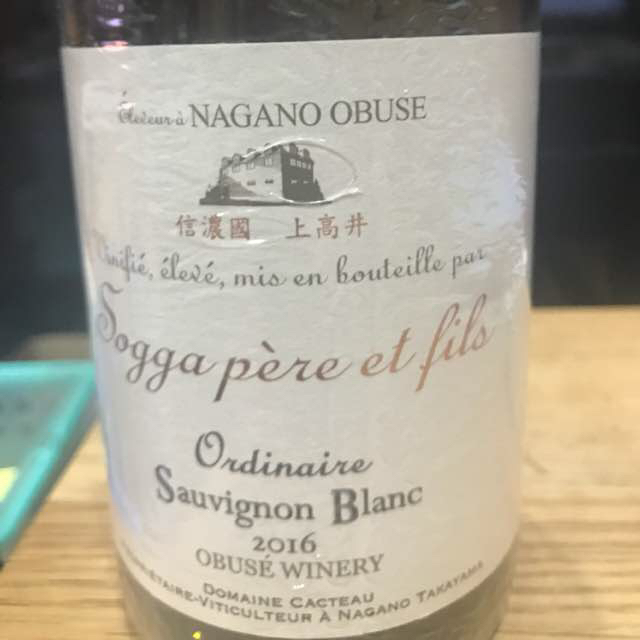 Éleveur à NAGANO OBUSE
信濃國 上高井
Vinifié, élevé, mis en bouteille par
Sogga père et fils
Ordinaire
Sauvignon Blanc
2016
OBUSÉ WINERY
DOMAINE CACTEAU
PROPRIÉTAIRE-VITICULTEUR À NAGANO TAKAYAMA